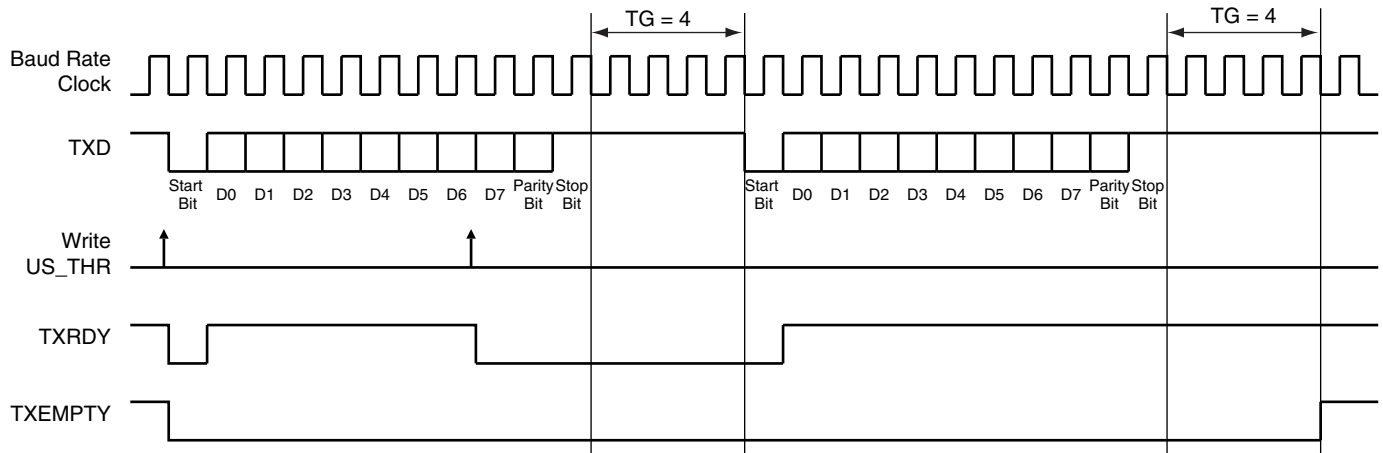 TG = 4
TG = 4
Baud Rate
Clock
TXD
Start
Bit
D0
D1
D2
D3
D4
D5
D6
D7
Parity
Bit
Stop
Bit
Start
Bit
D0
D1
D2
D3
D4
D5
D6
D7
Parity
Bit
Stop
Bit
Write
US_THR
TXRDY
TXEMPTY